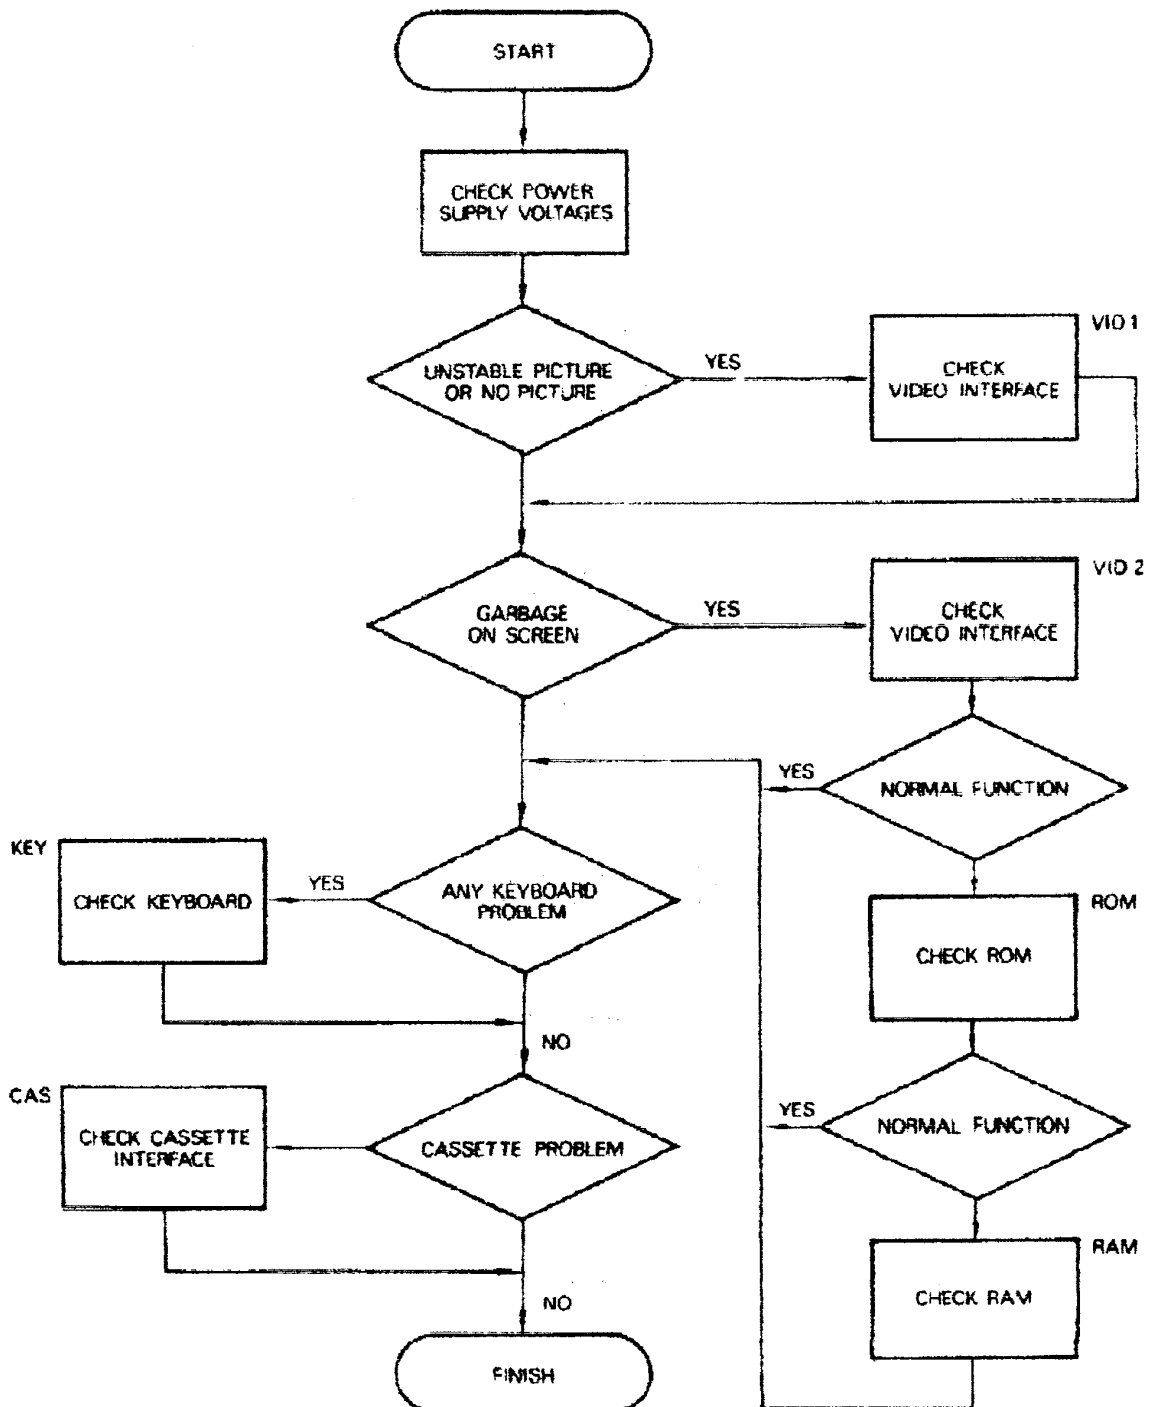 START
CHECK POWER
SUPPLY VOLTAGES
UNSTABLE PICTURE
OR NO PICTURE
YES
VID 1
CHECK
VIDEO INTERFACE
GARBAGE
ON SCREEN
YES
VID 2
CHECK
VIDEO INTERFACE
YES
NORMAL FUNCTION
KEY
CHECK KEYBOARD
YES
ANY KEYBOARD
PROBLEM
ROM
CHECK ROM
NO
CAS
CHECK CASSETTE
INTERFACE
CASSETTE PROBLEM
YES
NORMAL FUNCTION
RAM
CHECK RAM
NO
FINISH